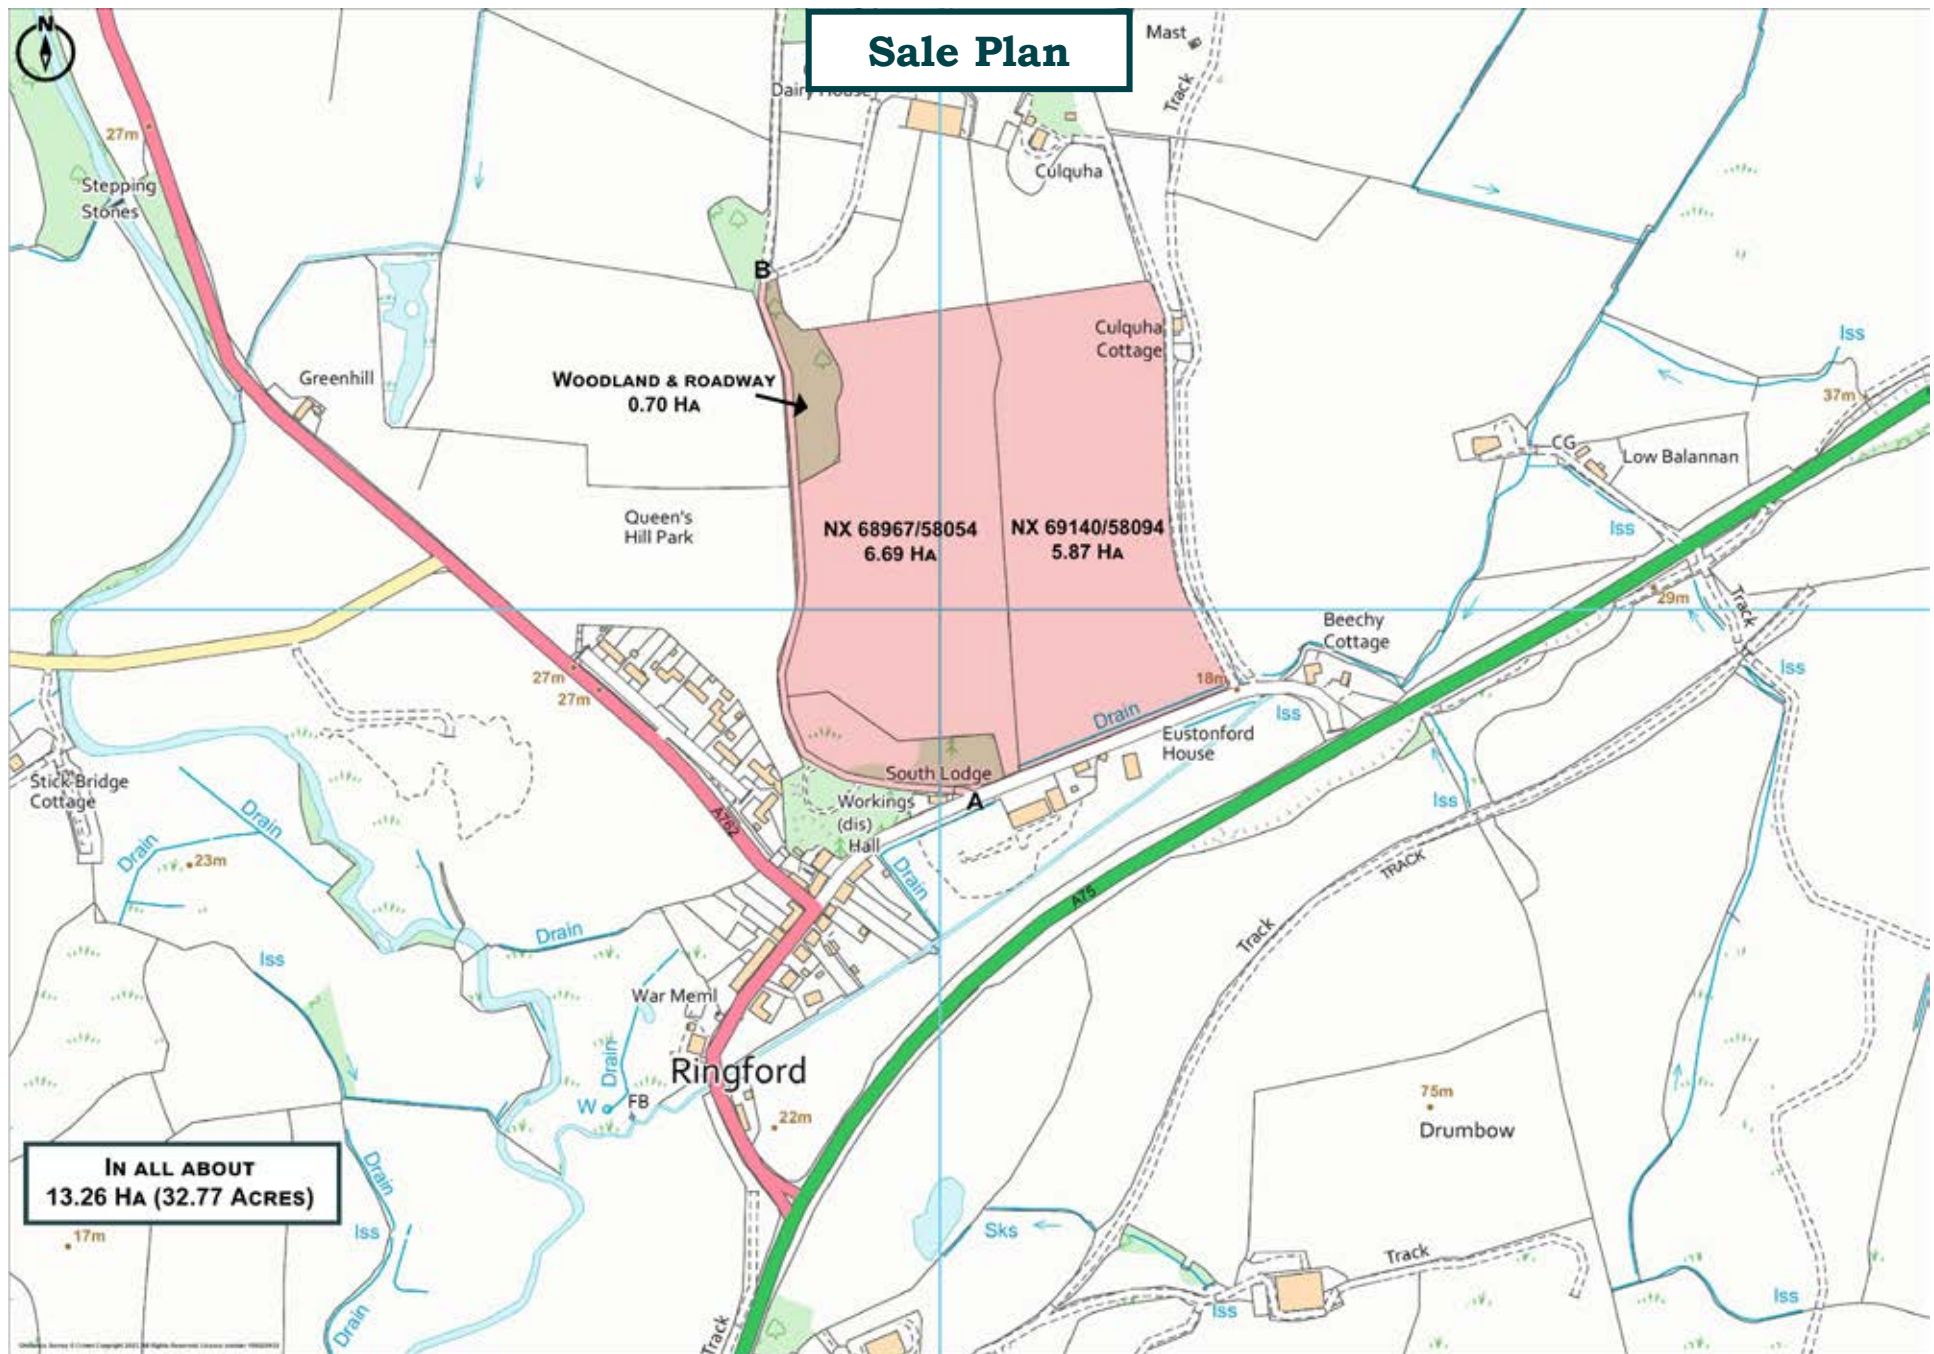 N
Sale Plan
Mast
Track
Dairy House
27m
Stepping
Stones
Culquha
B
Culquha
Cottage
Iss
37m
Greenhill
WOODLAND & ROADWAY
0.70 HA
CG
Low Balannan
Iss
Queen's
Hill Park
NX 68967/58054
6.69 HA
NX 69140/58094
5.87 HA
29m
Track
Beechy
Cottage
Iss
27m
27m
18m
Drain
Iss
Eustonford
House
South Lodge
A
Stick Bridge
Cottage
Workings
(dis)
Hall
Iss
A762
Drain
Drain
23m
Drain
TRACK
A75
Drain
Iss
Track
War Meml
Drain
Ringford
W
FB
22m
75m
Drumbow
IN ALL ABOUT
13.26 HA (32.77 ACRES)
Drain
17m
Iss
Sks
Track
Iss
Iss
Drain
Track